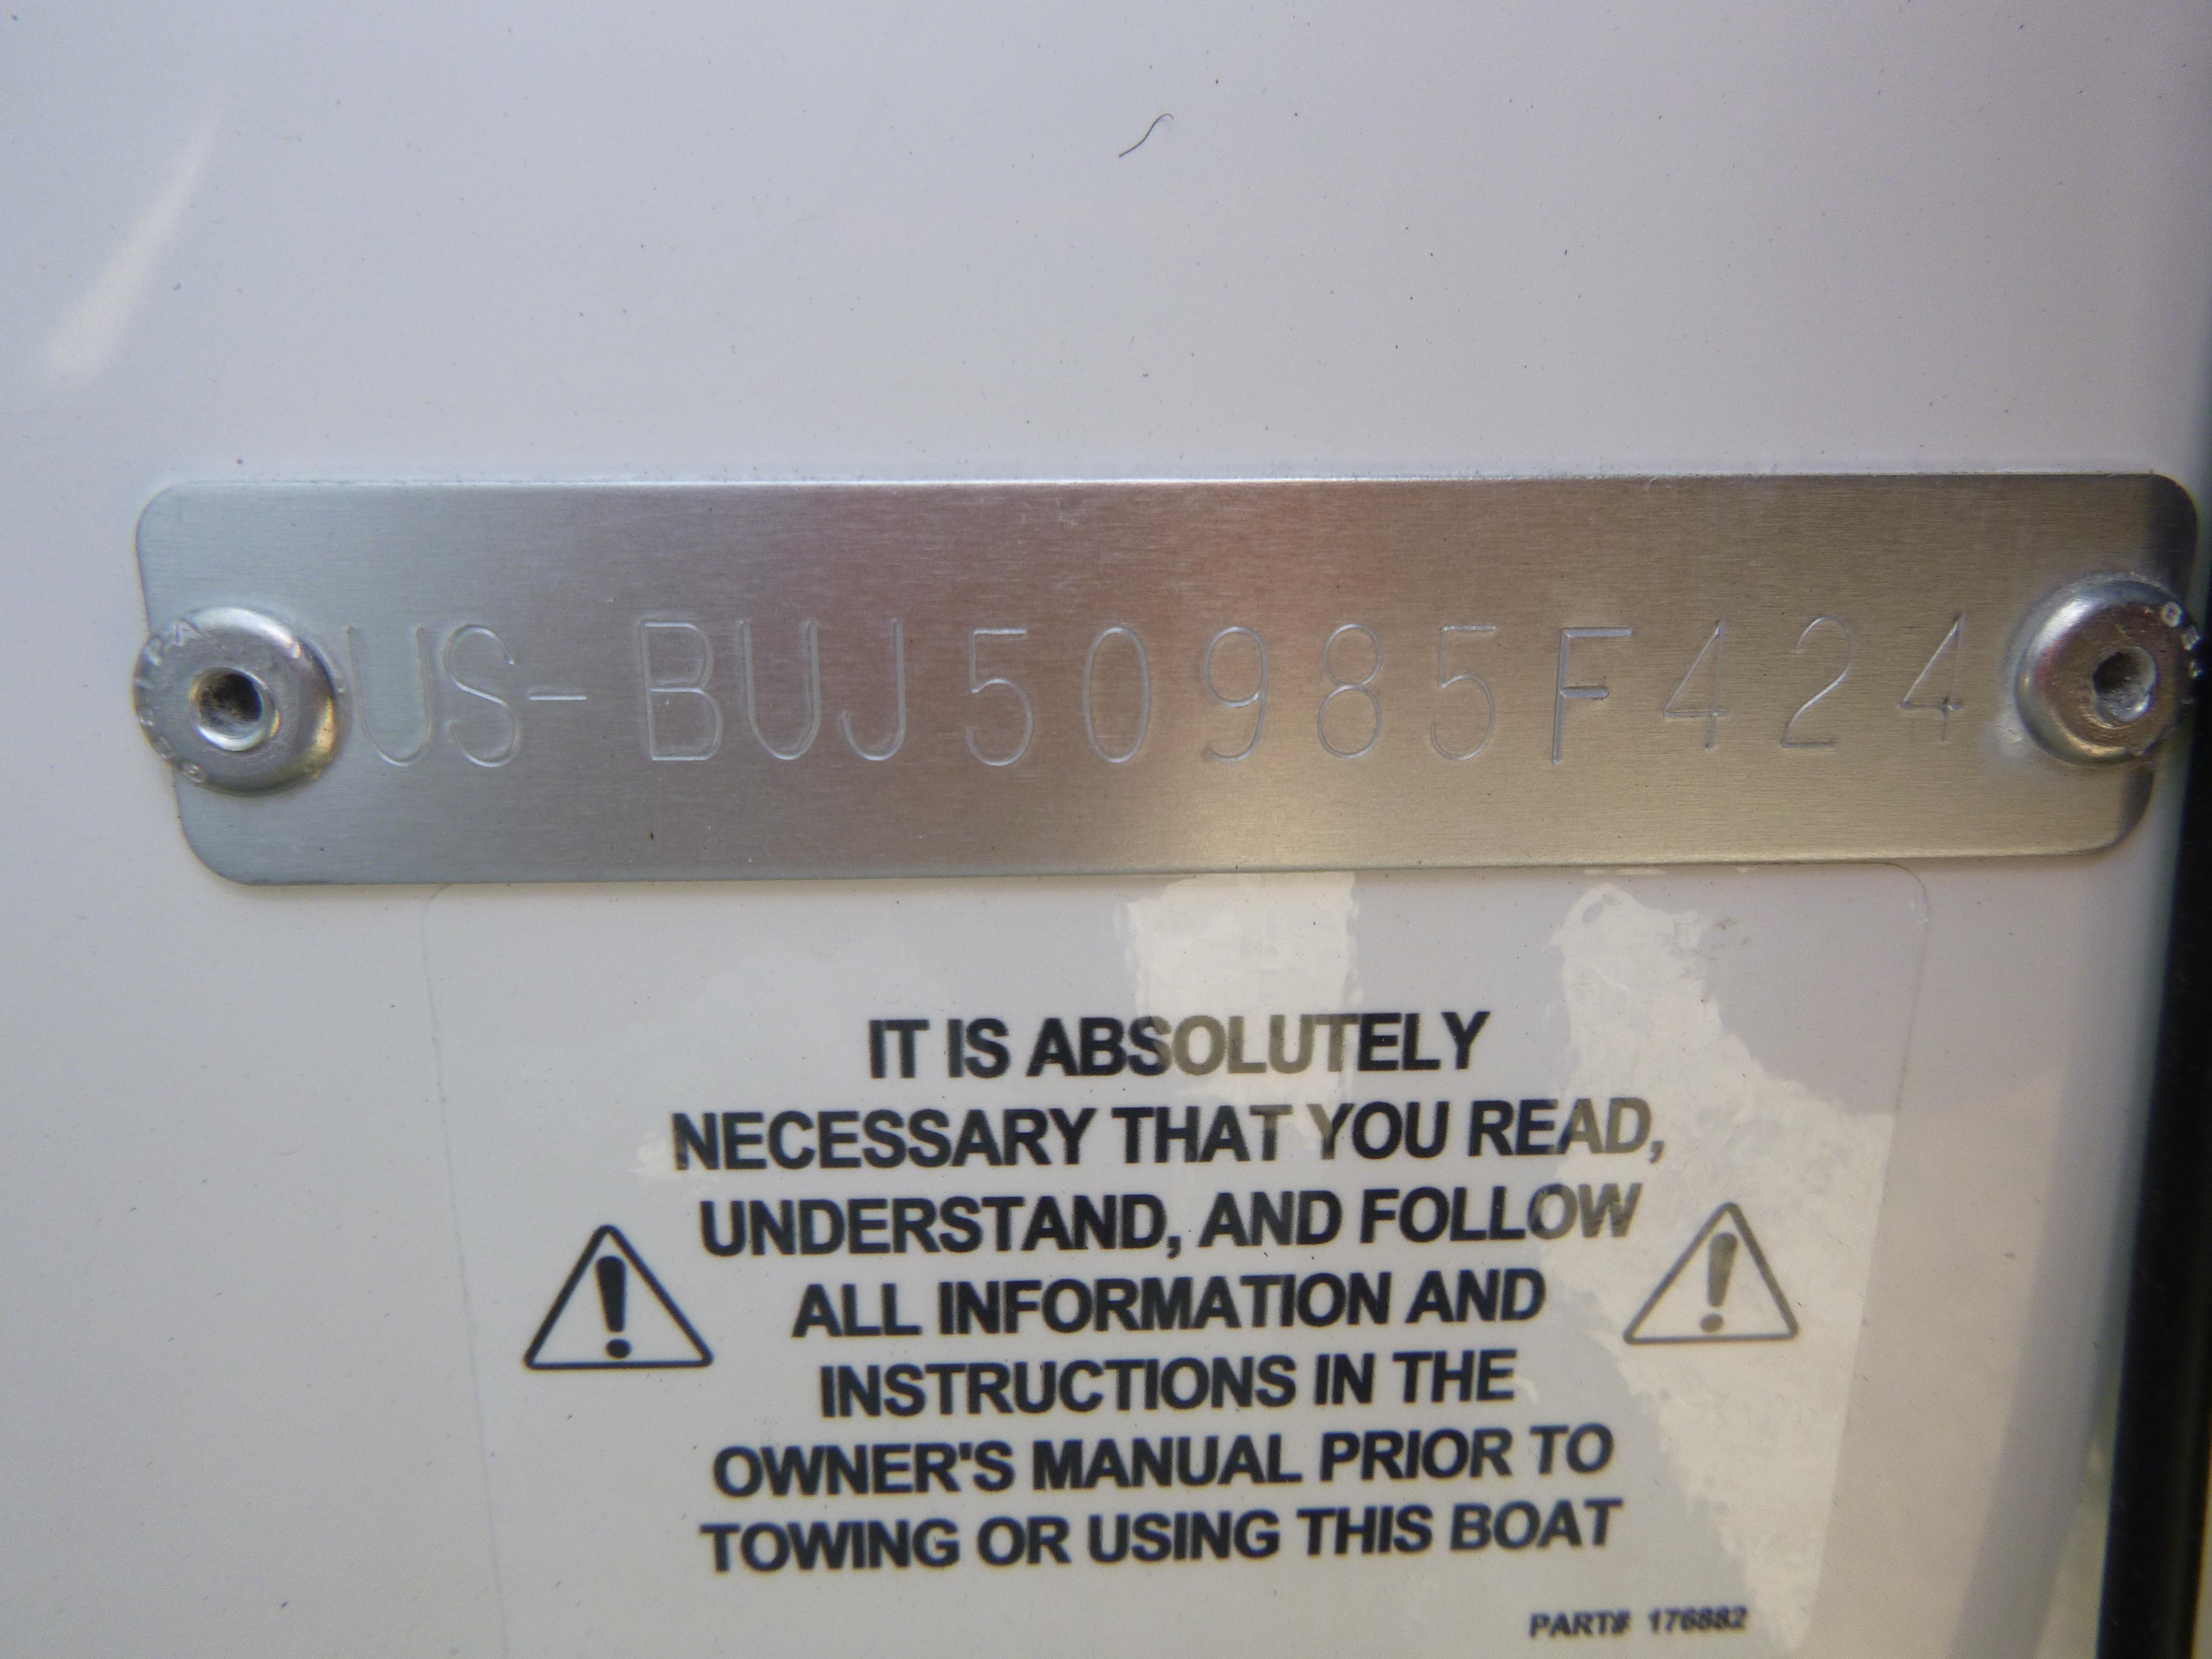 US-BUJ50985F424
IT IS ABSOLUTELY
NECESSARY THAT YOU READ,
UNDERSTAND, AND FOLLOW
ALL INFORMATION AND
INSTRUCTIONS IN THE
OWNER'S MANUAL PRIOR TO
TOWING OR USING THIS BOAT
PART# 176882